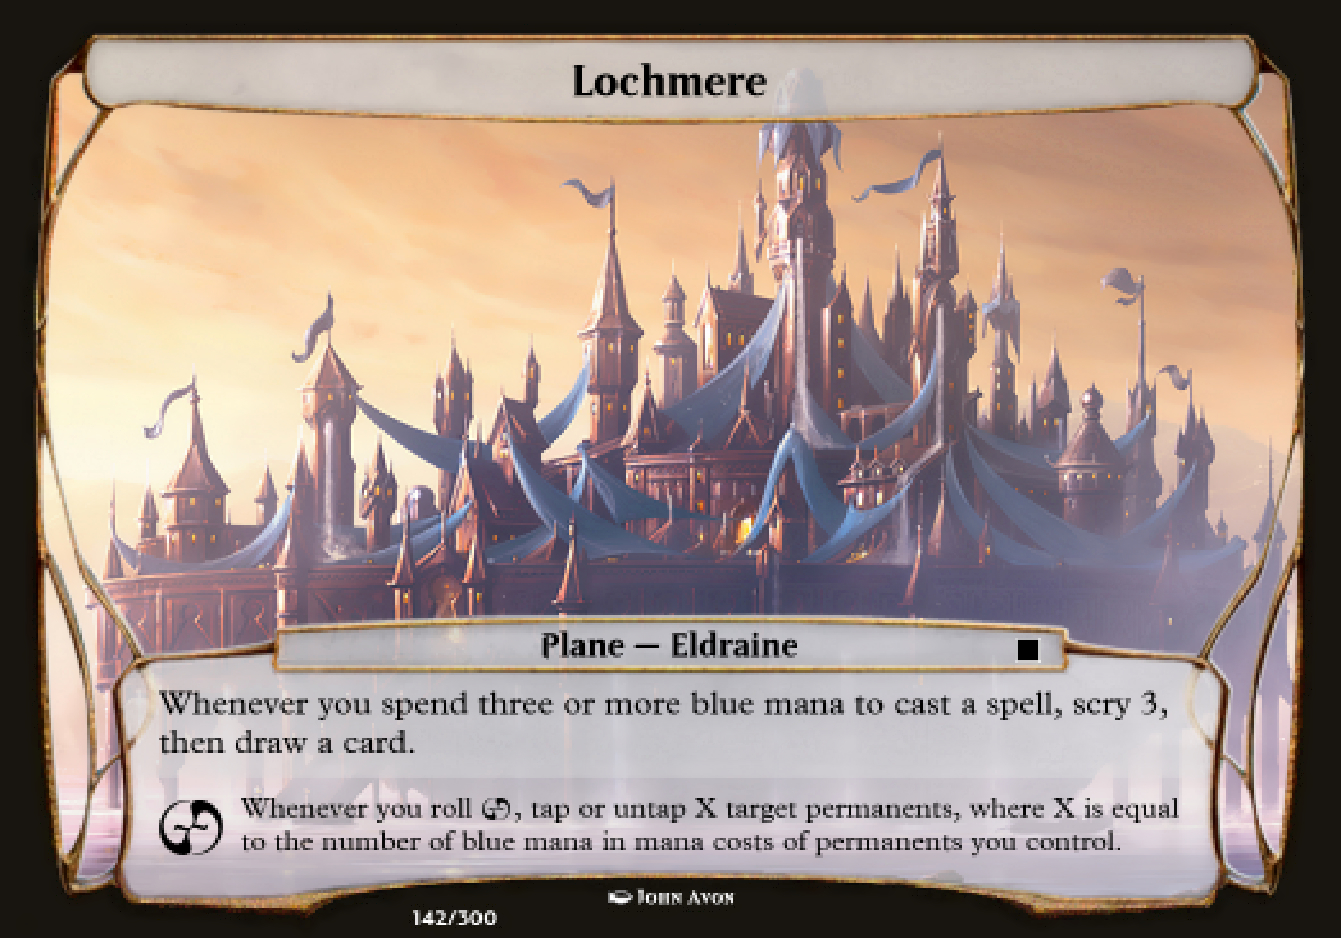 Lochmere
Plane — Eldraine
Whenever you spend three or more blue mana to cast a spell, scry 3,
then draw a card.
Whenever you roll , tap or untap X target permanents, where X is equal
to the number of blue mana in mana costs of permanents you control.
John Avon
142/300